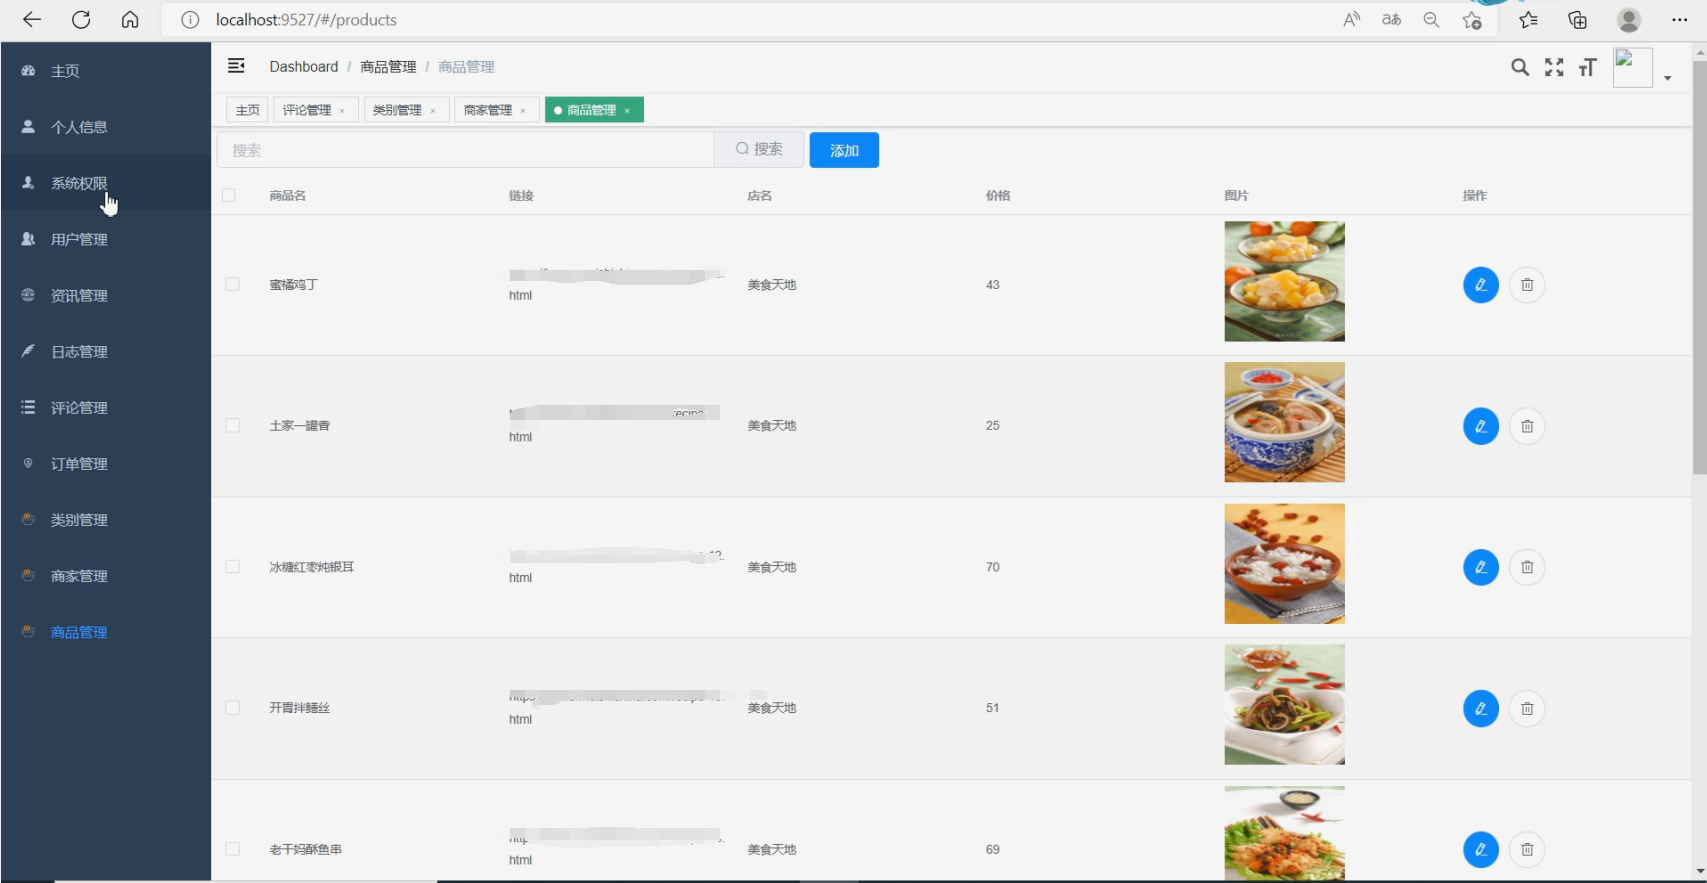 localhost:9527/#/products
主页
个人信息
系统权限
用户管理
资讯管理
日志管理
评论管理
订单管理
类别管理
商家管理
商品管理
Dashboard / 商品管理 / 商品管理
主页 评论管理 × 类别管理 × 商家管理 × 商品管理 ×
搜索 搜索 添加
商品名 链接 店名 价格 图片 操作
蜜橘鸡丁 html 美食天地 43
土家一罐香 html 美食天地 25
冰糖红枣炖银耳 html 美食天地 70
开胃拌鳝丝 html 美食天地 51
老干妈酥鱼串 html 美食天地 69